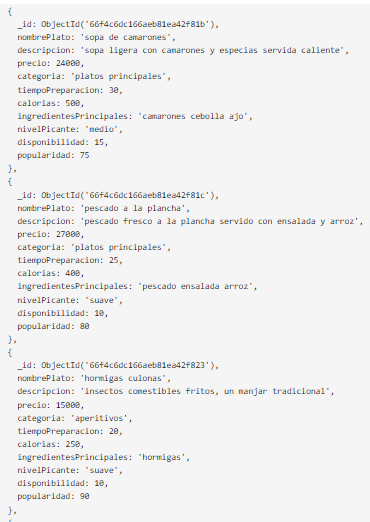 {
_id: ObjectId('66f4c6dc166aeb81ea42f81b'),
nombrePlato: 'sopa de camarones',
descripcion: 'sopa ligera con camarones y especias servida caliente',
precio: 24000,
categoria: 'platos principales',
tiempoPreparacion: 30,
calorias: 500,
ingredientesPrincipales: 'camarones cebolla ajo',
nivelPicante: 'medio',
disponibilidad: 15,
popularidad: 75
},
{
_id: ObjectId('66f4c6dc166aeb81ea42f81c'),
nombrePlato: 'pescado a la plancha',
descripcion: 'pescado fresco a la plancha servido con ensalada y arroz',
precio: 27000,
categoria: 'platos principales',
tiempoPreparacion: 25,
calorias: 400,
ingredientesPrincipales: 'pescado ensalada arroz',
nivelPicante: 'suave',
disponibilidad: 10,
popularidad: 80
},
{
_id: ObjectId('66f4c6dc166aeb81ea42f823'),
nombrePlato: 'hormigas culonas',
descripcion: 'insectos comestibles fritos, un manjar tradicional',
precio: 15000,
categoria: 'aperitivos',
tiempoPreparacion: 20,
calorias: 250,
ingredientesPrincipales: 'hormigas',
nivelPicante: 'suave',
disponibilidad: 10,
popularidad: 90
},